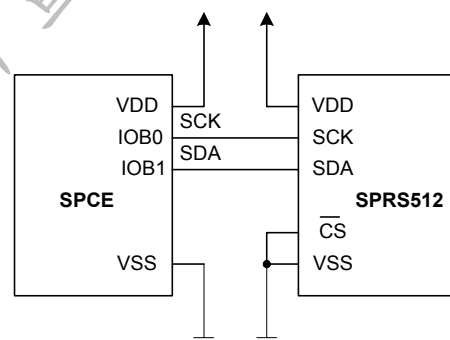 VDD
SCK
IOB0
SDA
IOB1
SPCE
VSS
VDD
SCK
SDA
SPRS512
CS
VSS